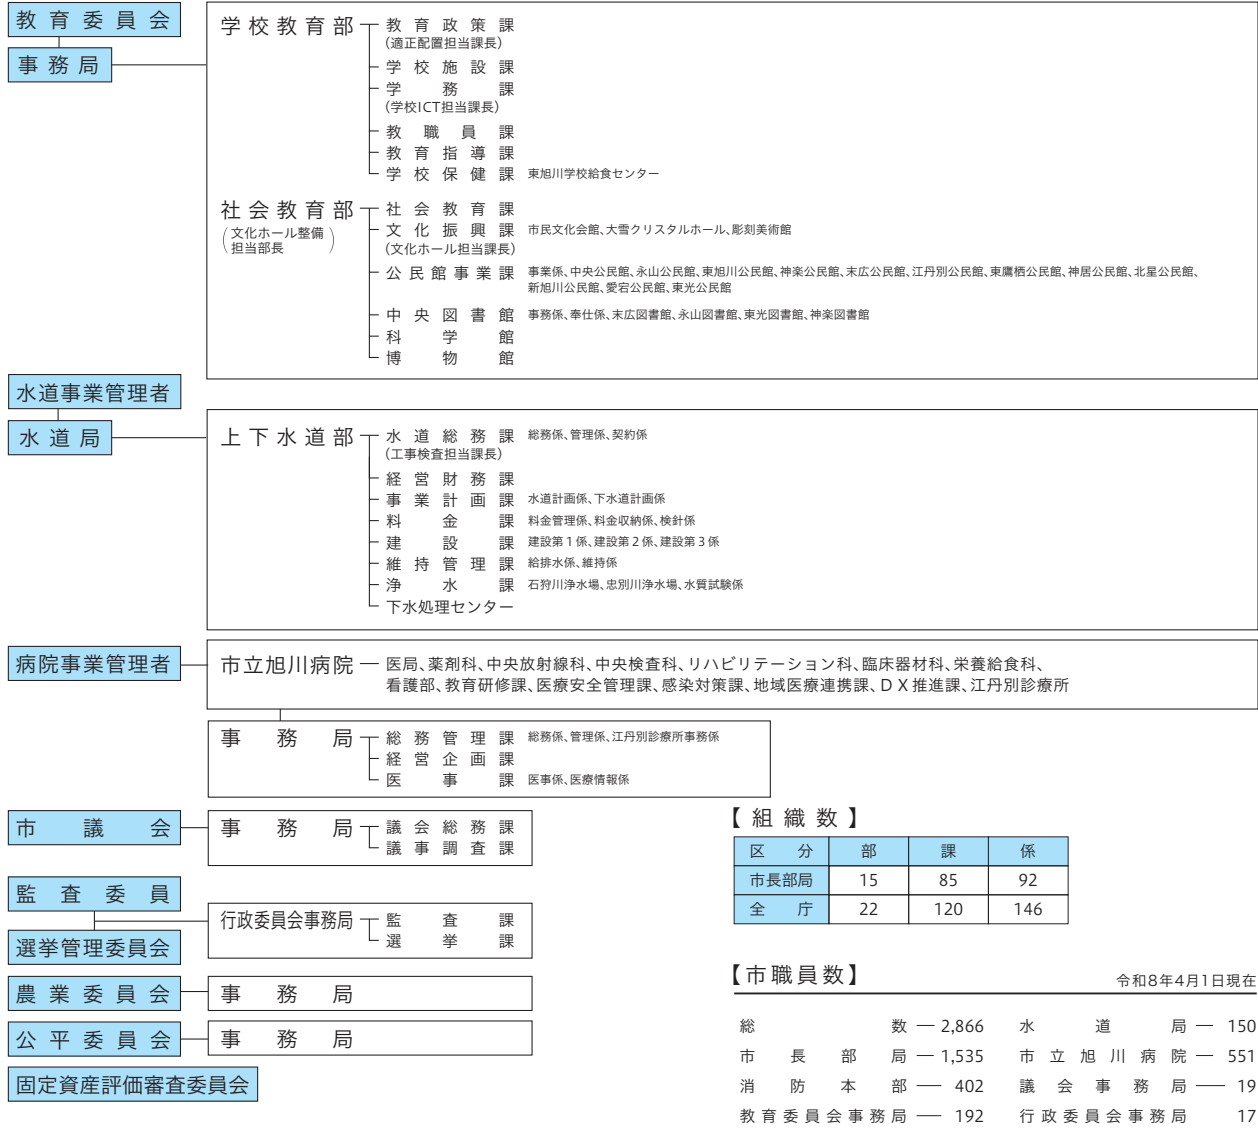 教育委員会
事務局
学校教育部
教育政策課
(適正配置担当課長)
学校施設課
学務課
(学校ICT担当課長)
教職員課
教育指導課
学校保健課 東旭川学校給食センター
社会教育部
(文化ホール整備担当部長)
社会教育課
文化振興課 市民文化会館、大雪クリスタルホール、彫刻美術館
(文化ホール担当課長)
公民館事業課 事業係、中央公民館、永山公民館、東旭川公民館、神楽公民館、末広公民館、江丹別公民館、東鷹栖公民館、神居公民館、北星公民館、
新旭川公民館、愛宕公民館、東光公民館
中央図書館 事務係、奉仕係、末広図書館、永山図書館、東光図書館、神楽図書館
科学館
博物館
水道事業管理者
水道局
上下水道部
水道総務課 総務係、管理係、契約係
(工事検査担当課長)
経営財務課
事業計画課 水道計画係、下水道計画係
料金課 料金管理係、料金収納係、検針係
建設課 建設第1係、建設第2係、建設第3係
維持管理課 給排水係、維持係
浄水課 石狩川浄水場、忠別川浄水場、水質試験係
下水処理センター
病院事業管理者
市立旭川病院 医局、薬剤科、中央放射線科、中央検査科、リハビリテーション科、臨床器材科、栄養給食科、
看護部、教育研修課、医療安全管理課、感染対策課、地域医療連携課、DX推進課、江丹別診療所
事務局
総務管理課 総務係、管理係、江丹別診療所事務係
経営企画課
医事課 医事係、医療情報係
市議会
事務局
議会総務課
議事調査課
監査委員
選挙管理委員会
行政委員会事務局
監査課
選挙課
農業委員会 事務局
公平委員会 事務局
固定資産評価審査委員会
【組織数】
区分 部 課 係
市長部局 15 85 92
全庁 22 120 146
【市職員数】 令和8年4月1日現在
総数 2,866 水道局 150
市長部局 1,535 市立旭川病院 551
消防本部 402 議会事務局 19
教育委員会事務局 192 行政委員会事務局 17